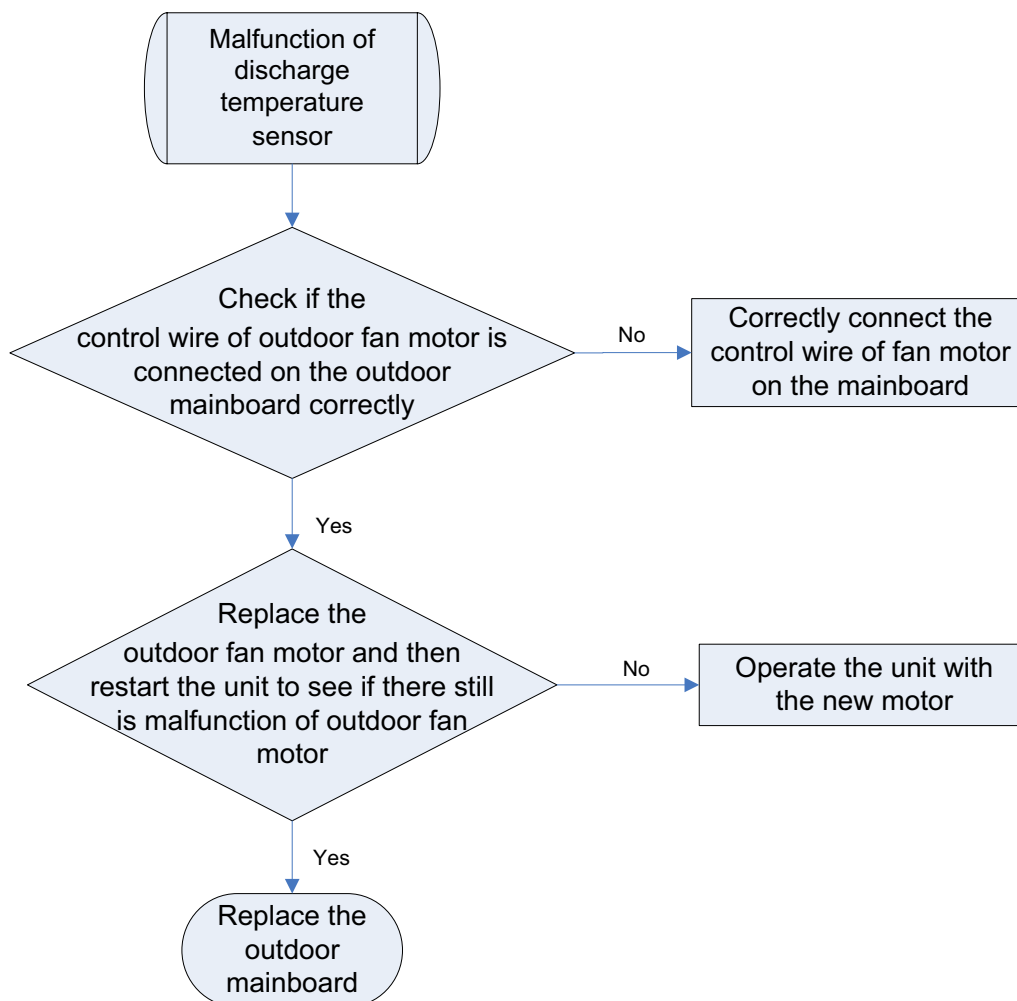 Malfunction of
discharge
temperature
sensor
Check if the
control wire of outdoor fan motor is
connected on the outdoor
mainboard correctly
No
Correctly connect the
control wire of fan motor
on the mainboard
Yes
Replace the
outdoor fan motor and then
restart the unit to see if there still
is malfunction of outdoor fan
motor
No
Operate the unit with
the new motor
Yes
Replace the
outdoor
mainboard